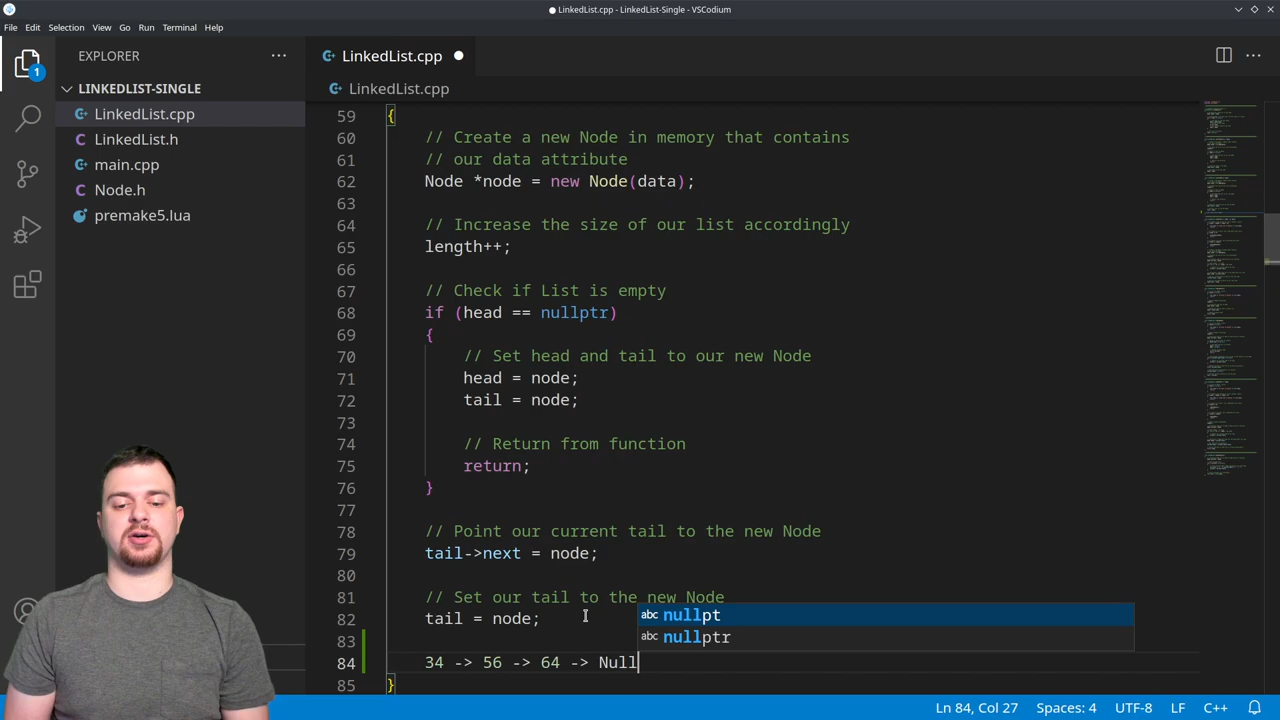 LinkedList.cpp - LinkedList-Single - VSCodium
File Edit Selection View Go Run Terminal Help
EXPLORER
LinkedList.cpp
1
LINKEDLIST-SINGLE
LinkedList.cpp
LinkedList.cpp
LinkedList.h
main.cpp
Node.h
premake5.lua
59 {
60 // Create a new Node in memory that contains
61 // our data attribute
62 Node *node = new Node(data);
63
64 // Increase the size of our list accordingly
65 length++;
66
67 // Check if List is empty
68 if (head == nullptr)
69 {
70 // Set head and tail to our new Node
71 head = node;
72 tail = node;
73
74 // Return from function
75 return;
76 }
77
78 // Point our current tail to the new Node
79 tail->next = node;
80
81 // Set our tail to the new Node
82 tail = node;
83
84 34 -> 56 -> 64 -> Null
85 }
abc nullpt
abc nullptr
Ln 84, Col 27 Spaces: 4 UTF-8 LF C++